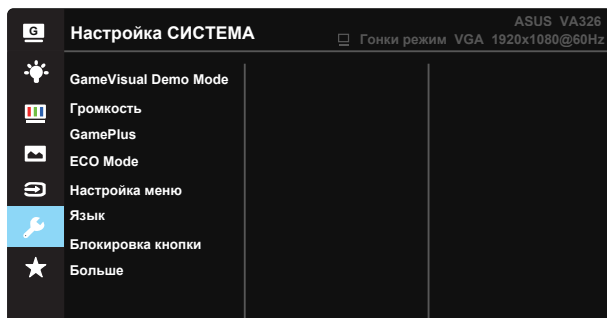 G
Настройка СИСТЕМА
ASUS VA326
Гонки режим VGA 1920x1080@60Hz
GameVisual Demo Mode
Громкость
GamePlus
ECO Mode
Настройка меню
Язык
Блокировка кнопки
Больше